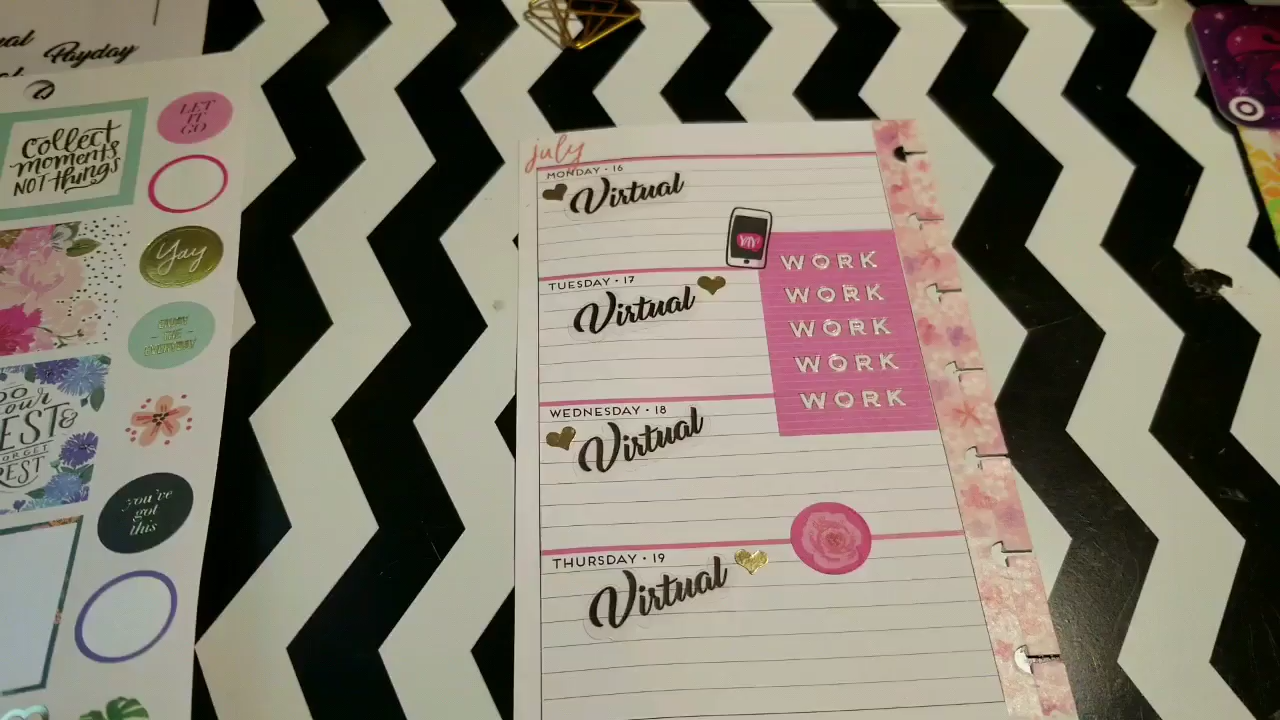 Payday
collect
moments
NOT things
LET
IT
GO
Yay
you've
got
this
july
MONDAY · 16
Virtual
YAY!
WORK
WORK
WORK
WORK
WORK
TUESDAY · 17
Virtual
WEDNESDAY · 18
Virtual
THURSDAY · 19
Virtual